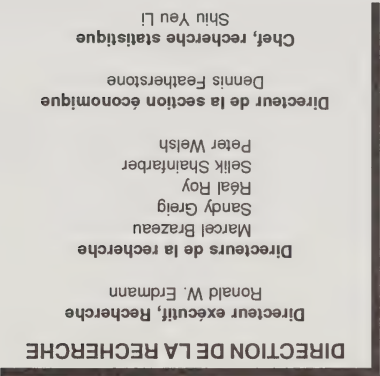 DIRECTION DE LA RECHERCHE
Directeur exécutif, Recherche
Ronald W. Erdmann
Directeurs de la recherche
Marcel Brazeau
Sandy Greig
Réal Roy
Selik Shainfarber
Peter Welsh
Directeur de la section économique
Dennis Featherstone
Chef, recherche statistique
Shiu Yeu Li